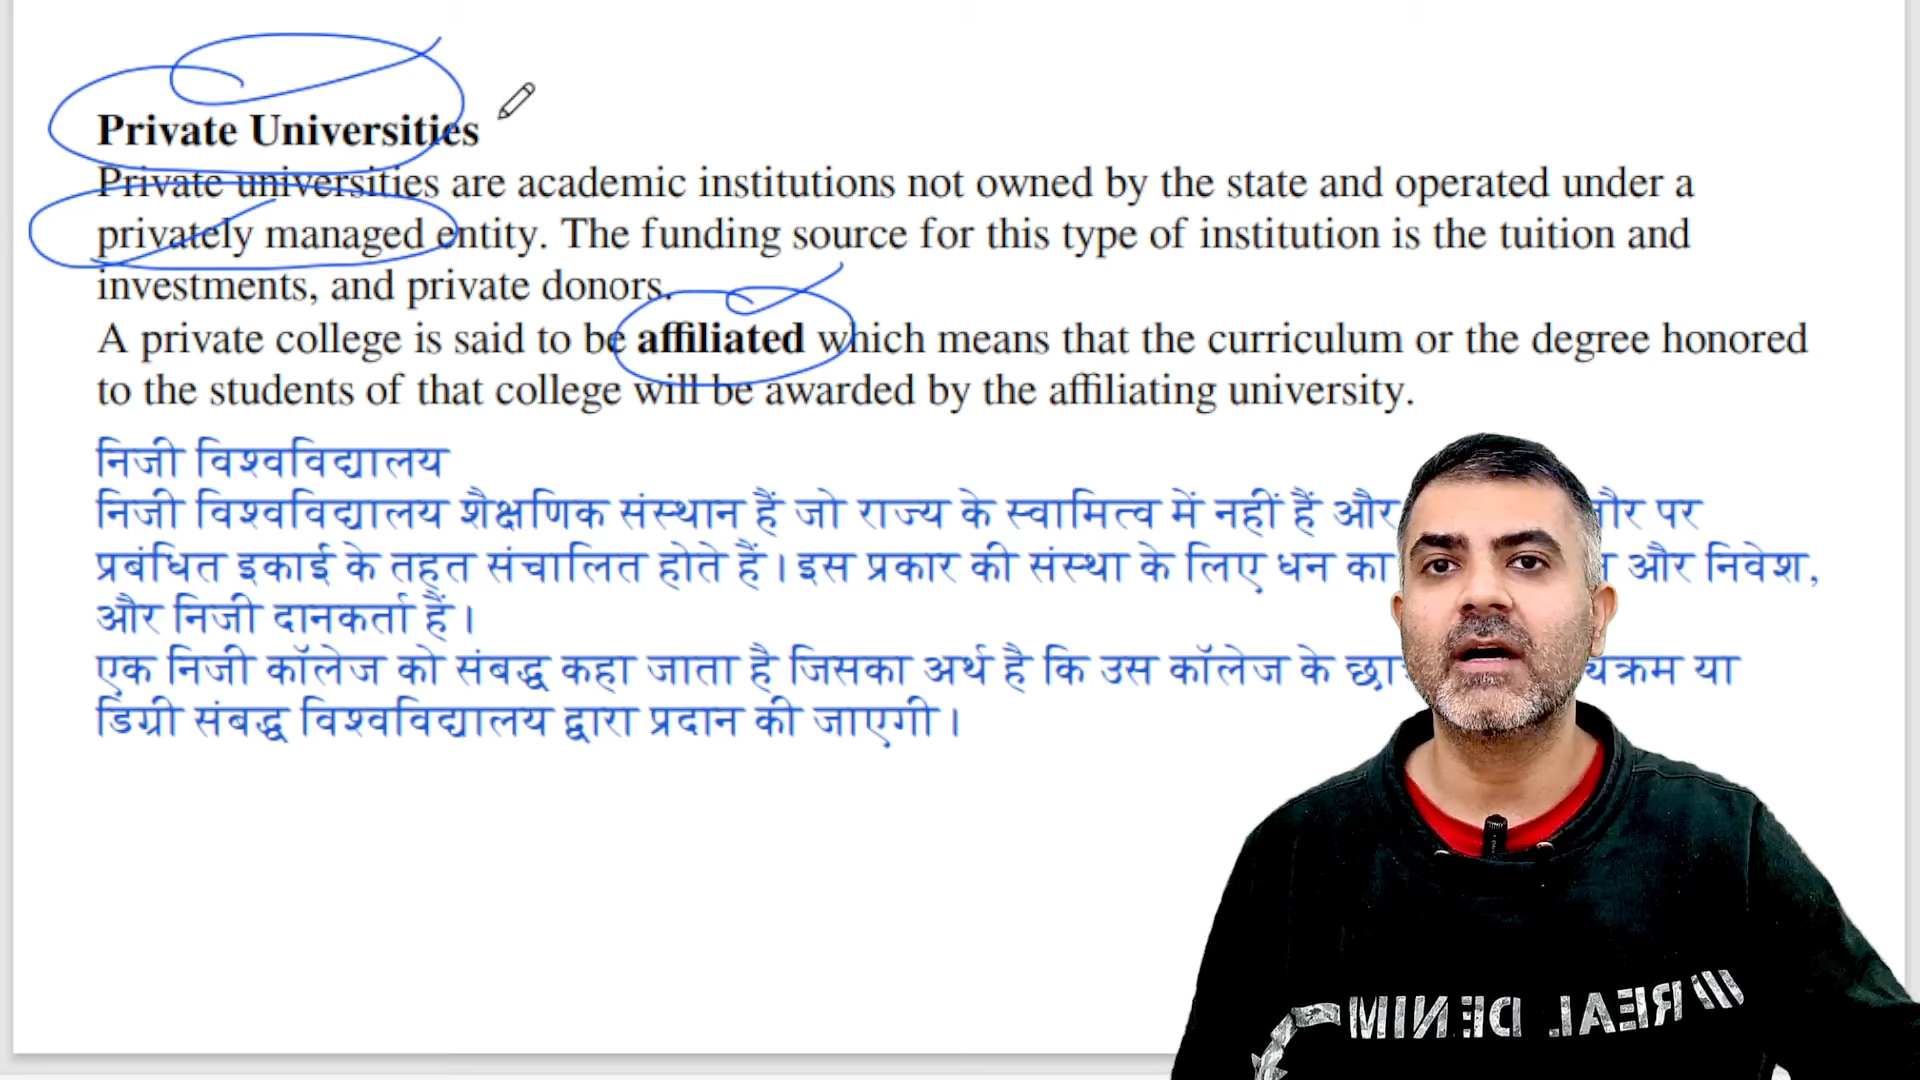 Private Universities
Private universities are academic institutions not owned by the state and operated under a
privately managed entity. The funding source for this type of institution is the tuition and
investments, and private donors.
A private college is said to be affiliated which means that the curriculum or the degree honored
to the students of that college will be awarded by the affiliating university.
निजी विश्वविद्यालय
निजी विश्वविद्यालय शैक्षणिक संस्थान हैं जो राज्य के स्वामित्व में नहीं हैं और पर
प्रबंधित इकाई के तहत संचालित होते हैं। इस प्रकार की संस्था के लिए धन का और निवेश,
और निजी दानकर्ता हैं।
एक निजी कॉलेज को संबद्ध कहा जाता है जिसका अर्थ है कि उस कॉलेज के या
डिग्री संबद्ध विश्वविद्यालय द्वारा प्रदान की जाएगी।
REAL DENIM